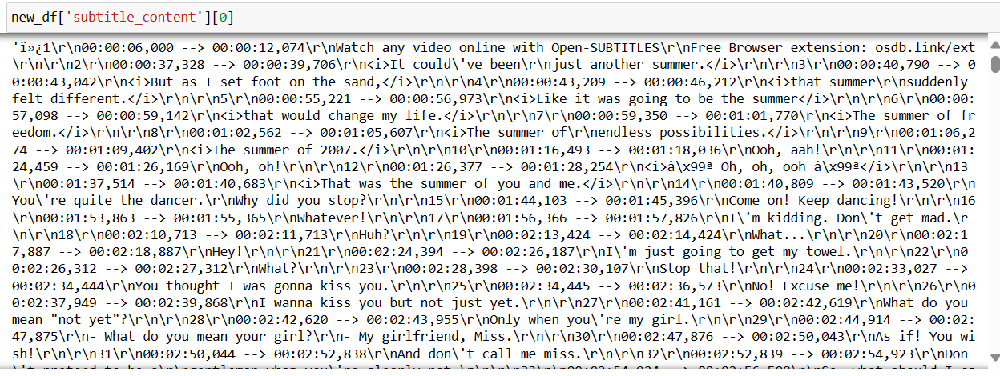 new_df['subtitle_content'][0]
'ï»¿1\r\n00:00:06,000 --> 00:00:12,074\r\nWatch any video online with Open-SUBTITLES\r\nFree Browser extension: osdb.link/ext
\r\n\r\n2\r\n00:00:37,328 --> 00:00:39,706\r\n<i>It could\'ve been\r\njust another summer.</i>\r\n\r\n3\r\n00:00:40,790 --> 0
0:00:43,042\r\n<i>But as I set foot on the sand,</i>\r\n\r\n4\r\n00:00:43,209 --> 00:00:46,212\r\n<i>that summer\r\nsuddenly
felt different.</i>\r\n\r\n5\r\n00:00:55,221 --> 00:00:56,973\r\n<i>Like it was going to be the summer</i>\r\n\r\n6\r\n00:00:
57,098 --> 00:00:59,142\r\n<i>that would change my life.</i>\r\n\r\n7\r\n00:00:59,350 --> 00:01:01,770\r\n<i>The summer of fr
eedom.</i>\r\n\r\n8\r\n00:01:02,562 --> 00:01:05,607\r\n<i>The summer of\r\nendless possibilities.</i>\r\n\r\n9\r\n00:01:06,2
74 --> 00:01:09,402\r\n<i>The summer of 2007.</i>\r\n\r\n10\r\n00:01:16,493 --> 00:01:18,036\r\nOoh, aah!\r\n\r\n11\r\n00:01:
24,459 --> 00:01:26,169\r\nOoh, oh!\r\n\r\n12\r\n00:01:26,377 --> 00:01:28,254\r\n<i>â\x99ª Oh, oh, ooh â\x99ª</i>\r\n\r\n13
\r\n00:01:37,514 --> 00:01:40,683\r\n<i>That was the summer of you and me.</i>\r\n\r\n14\r\n00:01:40,809 --> 00:01:43,520\r\n
You\'re quite the dancer.\r\nWhy did you stop?\r\n\r\n15\r\n00:01:44,103 --> 00:01:45,396\r\nCome on! Keep dancing!\r\n\r\n16
\r\n00:01:53,863 --> 00:01:55,365\r\nWhatever!\r\n\r\n17\r\n00:01:56,366 --> 00:01:57,826\r\nI\'m kidding. Don\'t get mad.\r
\n\r\n18\r\n00:02:10,713 --> 00:02:11,713\r\nHuh?\r\n\r\n19\r\n00:02:13,424 --> 00:02:14,424\r\nWhat...\r\n\r\n20\r\n00:02:1
7,887 --> 00:02:18,887\r\nHey!\r\n\r\n21\r\n00:02:24,394 --> 00:02:26,187\r\nI\'m just going to get my towel.\r\n\r\n22\r\n0
0:02:26,312 --> 00:02:27,312\r\nWhat?\r\n\r\n23\r\n00:02:28,398 --> 00:02:30,107\r\nStop that!\r\n\r\n24\r\n00:02:33,027 -->
00:02:34,444\r\nYou thought I was gonna kiss you.\r\n\r\n25\r\n00:02:34,445 --> 00:02:36,573\r\nNo! Excuse me!\r\n\r\n26\r\n0
0:02:37,949 --> 00:02:39,868\r\nI wanna kiss you but not just yet.\r\n\r\n27\r\n00:02:41,161 --> 00:02:42,619\r\nWhat do you
mean "not yet"?\r\n\r\n28\r\n00:02:42,620 --> 00:02:43,955\r\nOnly when you\'re my girl.\r\n\r\n29\r\n00:02:44,914 --> 00:02:
47,875\r\n- What do you mean your girl?\r\n- My girlfriend, Miss.\r\n\r\n30\r\n00:02:47,876 --> 00:02:50,043\r\nAs if! You wi
sh!\r\n\r\n31\r\n00:02:50,044 --> 00:02:52,838\r\nAnd don\'t call me miss.\r\n\r\n32\r\n00:02:52,839 --> 00:02:54,923\r\nDon